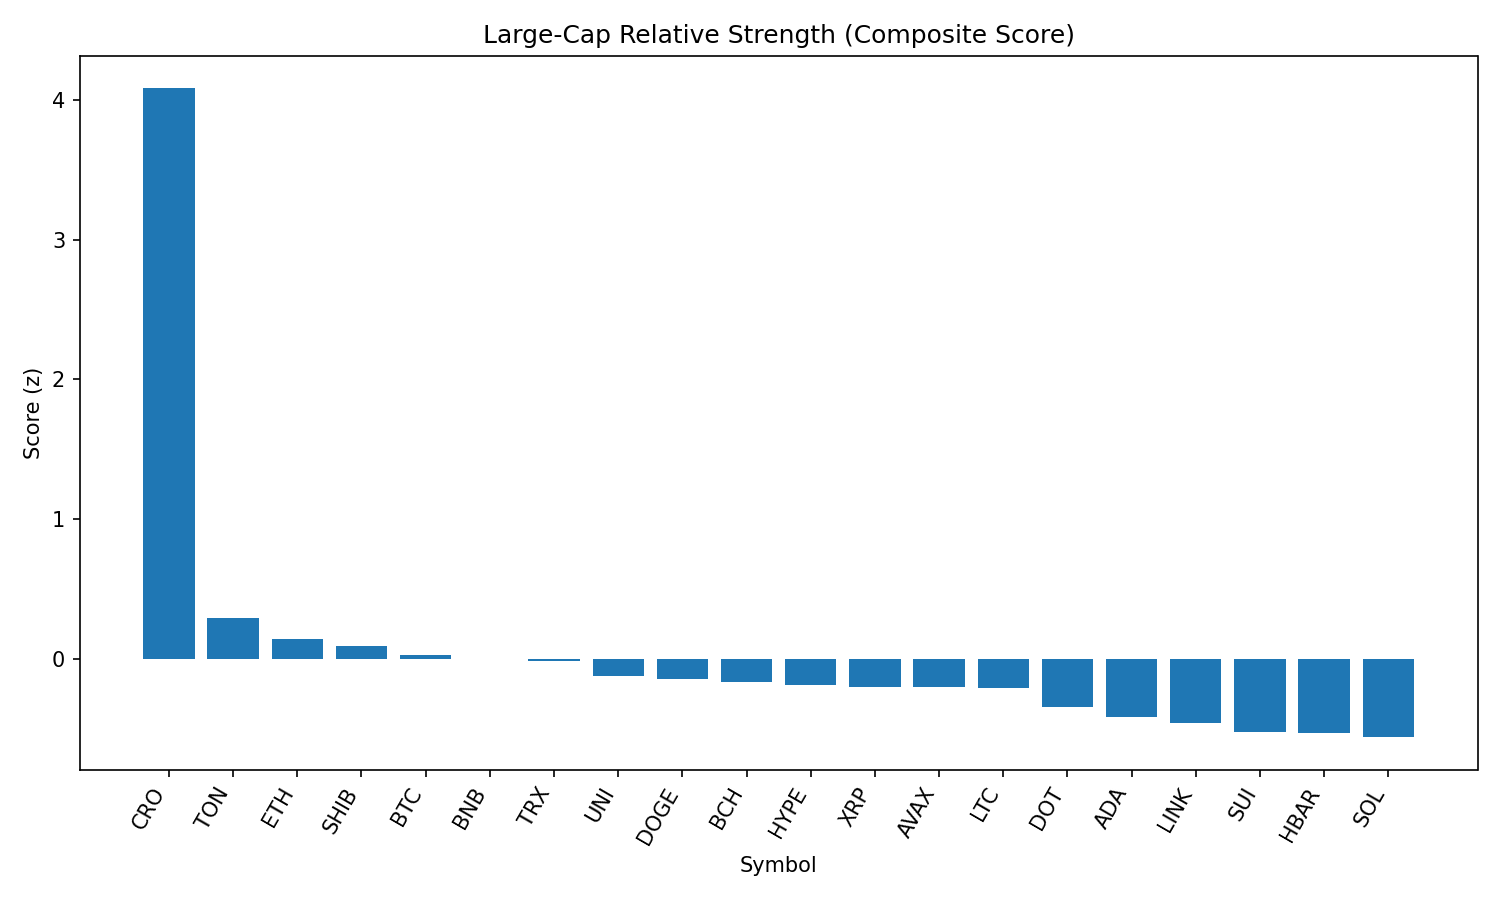 Large-Cap Relative Strength (Composite Score)
Score (z)
4
3
2
1
0
CRO
TON
ETH
SHIB
BTC
BNB
TRX
UNI
DOGE
BCH
HYPE
XRP
AVAX
LTC
DOT
ADA
LINK
SUI
HBAR
SOL
Symbol